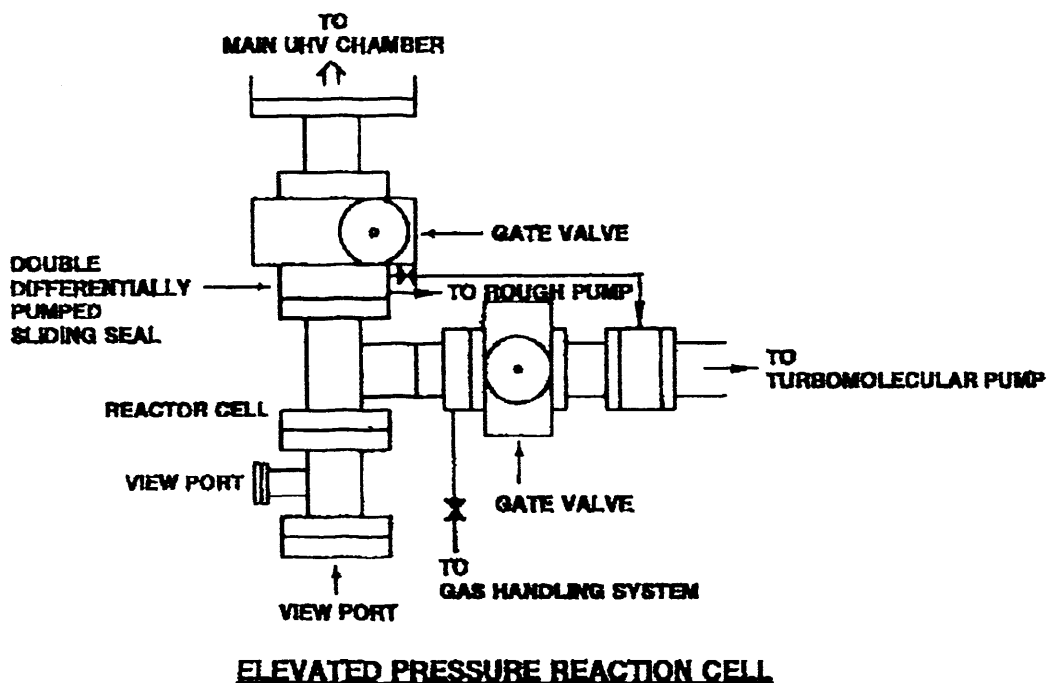 TO
MAIN UHV CHAMBER
GATE VALVE
DOUBLE
DIFFERENTIALLY
PUMPED
SLIDING SEAL
TO ROUGH PUMP
TO
TURBOMOLECULAR PUMP
REACTOR CELL
VIEW PORT
GATE VALVE
TO
GAS HANDLING SYSTEM
VIEW PORT
ELEVATED PRESSURE REACTION CELL